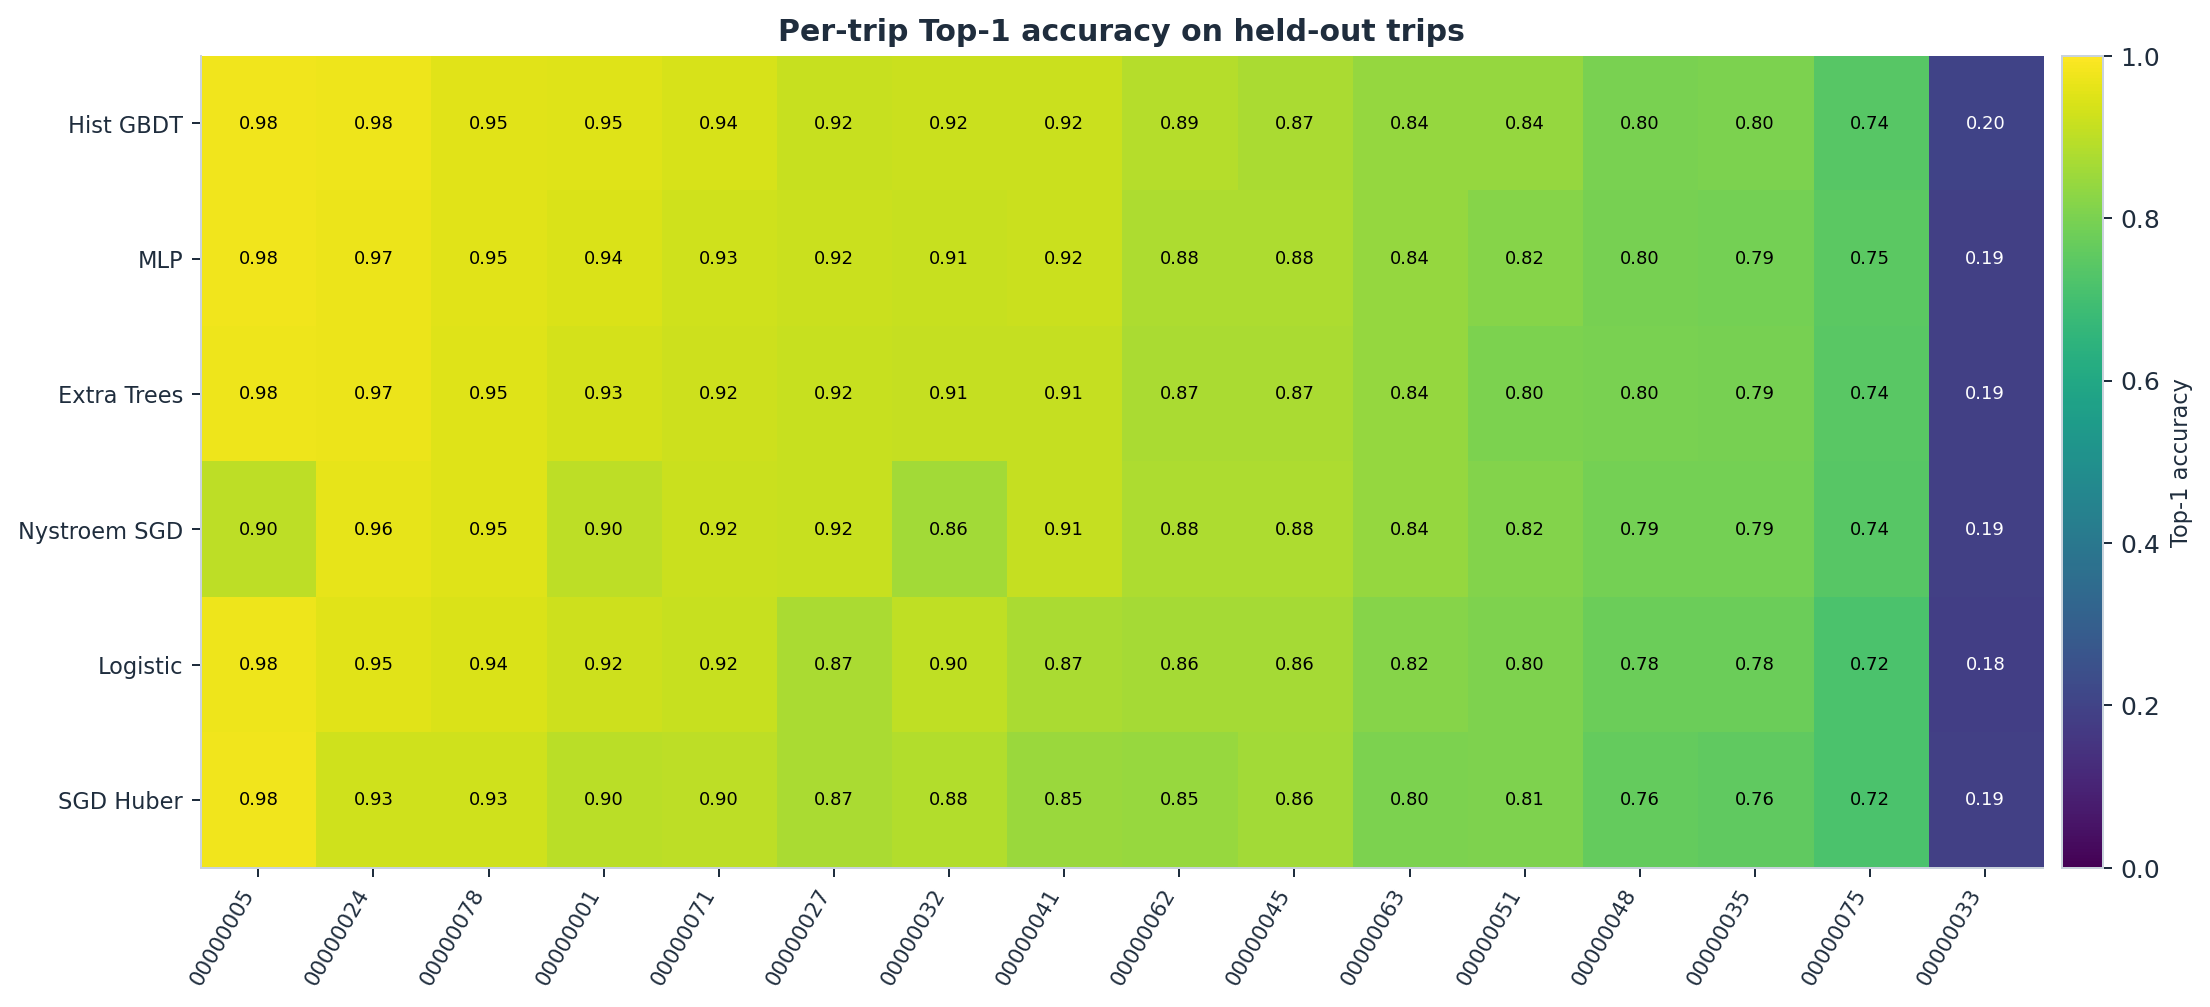 Per-trip Top-1 accuracy on held-out trips
Hist GBDT 0.98 0.98 0.95 0.95 0.94 0.92 0.92 0.92 0.89 0.87 0.84 0.84 0.80 0.80 0.74 0.20
MLP 0.98 0.97 0.95 0.94 0.93 0.92 0.91 0.92 0.88 0.88 0.84 0.82 0.80 0.79 0.75 0.19
Extra Trees 0.98 0.97 0.95 0.93 0.92 0.92 0.91 0.91 0.87 0.87 0.84 0.80 0.80 0.79 0.74 0.19
Nystroem SGD 0.90 0.96 0.95 0.90 0.92 0.92 0.86 0.91 0.88 0.88 0.84 0.82 0.79 0.79 0.74 0.19
Logistic 0.98 0.95 0.94 0.92 0.92 0.87 0.90 0.87 0.86 0.86 0.82 0.80 0.78 0.78 0.72 0.18
SGD Huber 0.98 0.93 0.93 0.90 0.90 0.87 0.88 0.85 0.85 0.86 0.80 0.81 0.76 0.76 0.72 0.19
00000005 00000024 00000078 00000001 00000071 00000027 00000032 00000041 00000062 00000045 00000063 00000051 00000048 00000035 00000075 00000033
1.0
0.8
0.6
0.4
0.2
0.0
Top-1 accuracy